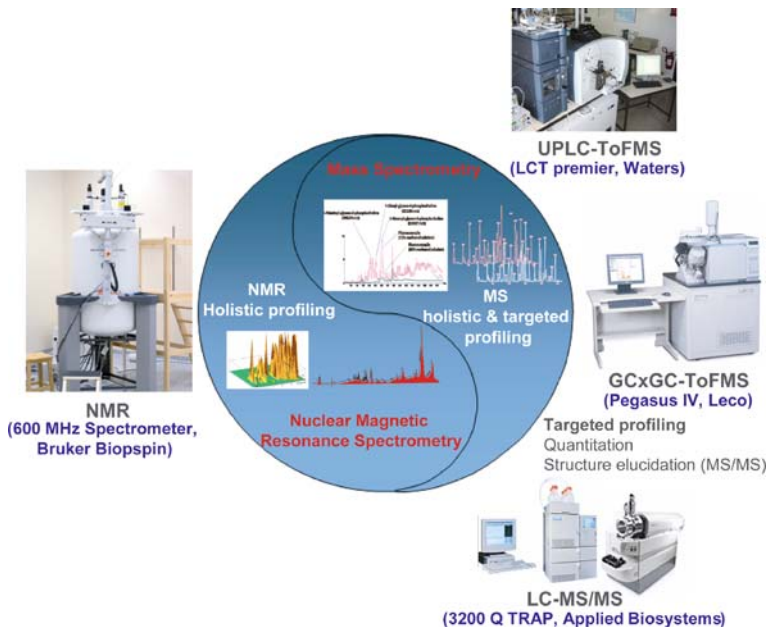 UPLC-ToFMS
(LCT premier, Waters)
Mass Spectrometry
NMR
Holistic profiling
MS
holistic & targeted
profiling
Nuclear Magnetic
Resonance Spectrometry
NMR
(600 MHz Spectrometer,
Bruker Biopspin)
GCxGC-ToFMS
(Pegasus IV, Leco)
Targeted profiling
Quantitation
Structure elucidation (MS/MS)
LC-MS/MS
(3200 Q TRAP, Applied Biosystems)